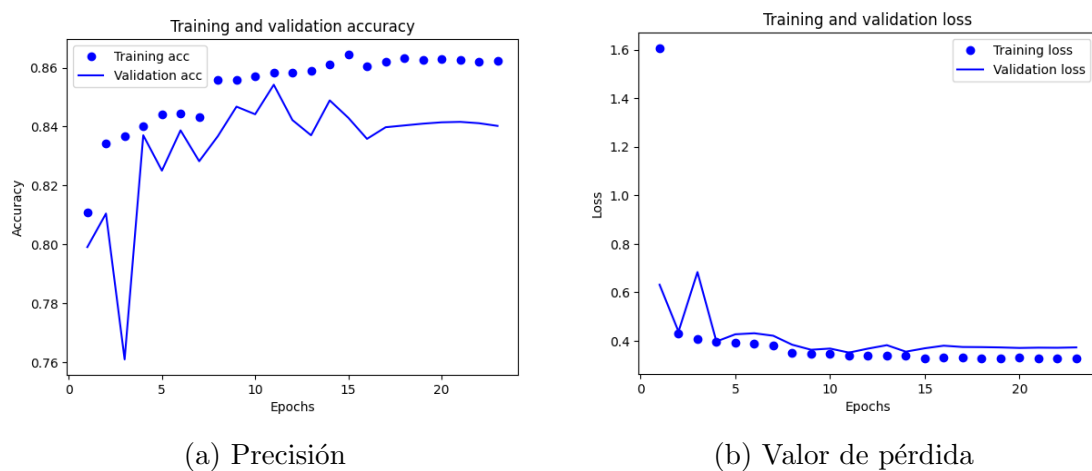 Training and validation accuracy
Training acc
Validation acc
Accuracy
0.86
0.84
0.82
0.80
0.78
0.76
0 5 10 15 20
Epochs
(a) Precisión
Training and validation loss
Training loss
Validation loss
Loss
1.6
1.4
1.2
1.0
0.8
0.6
0.4
0 5 10 15 20
Epochs
(b) Valor de pérdida